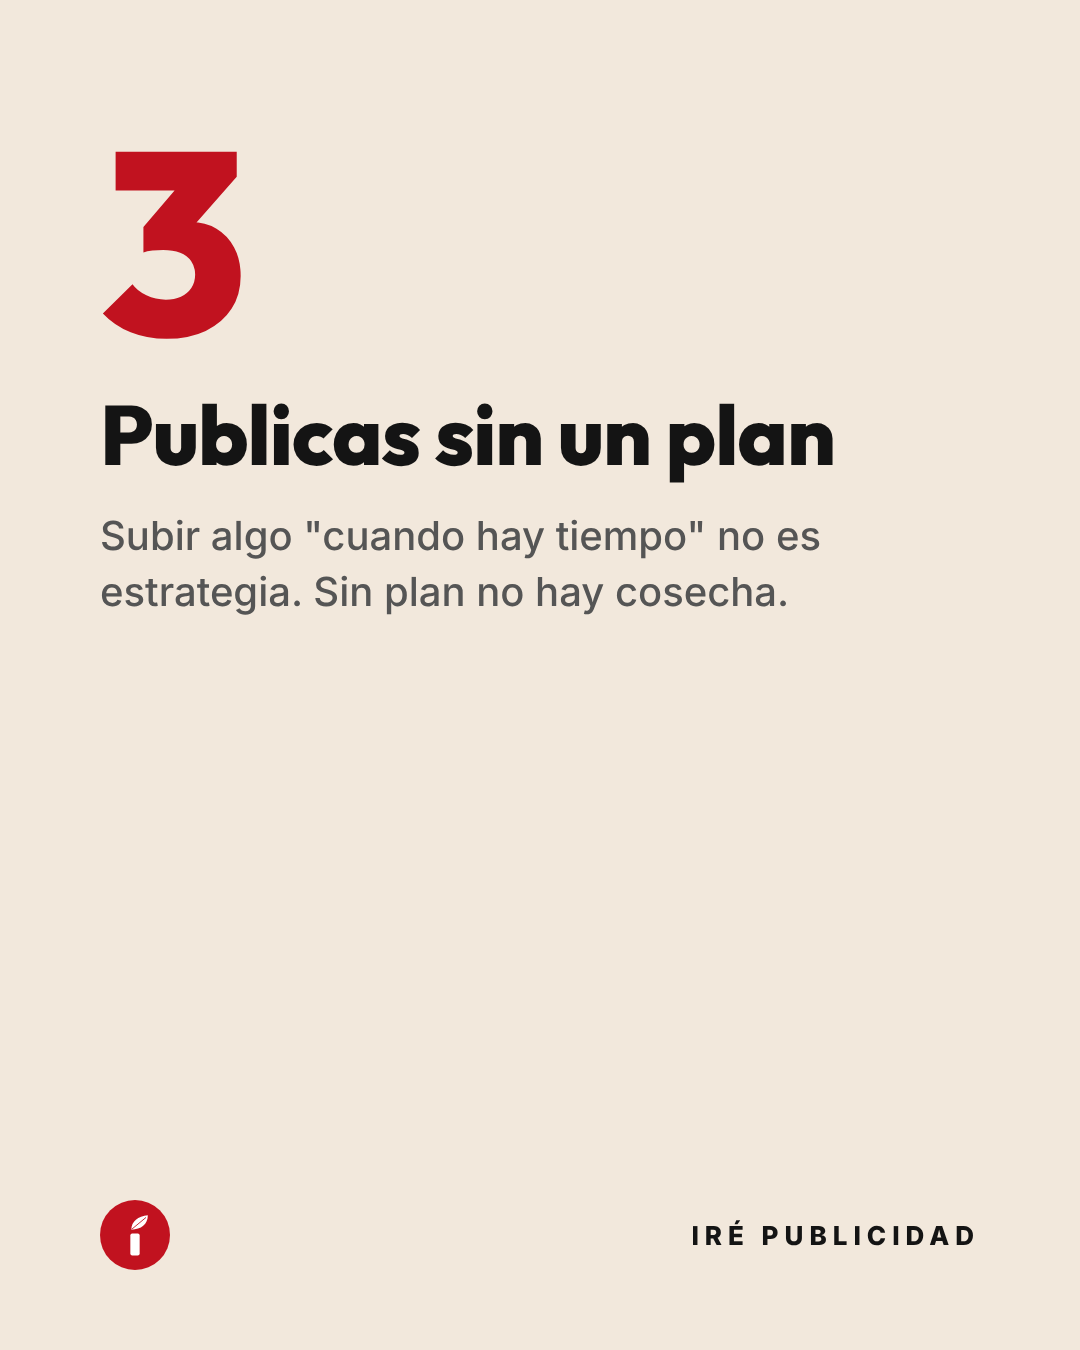 3
Publicas sin un plan
Subir algo "cuando hay tiempo" no es
estrategia. Sin plan no hay cosecha.
í
IRÉ PUBLICIDAD